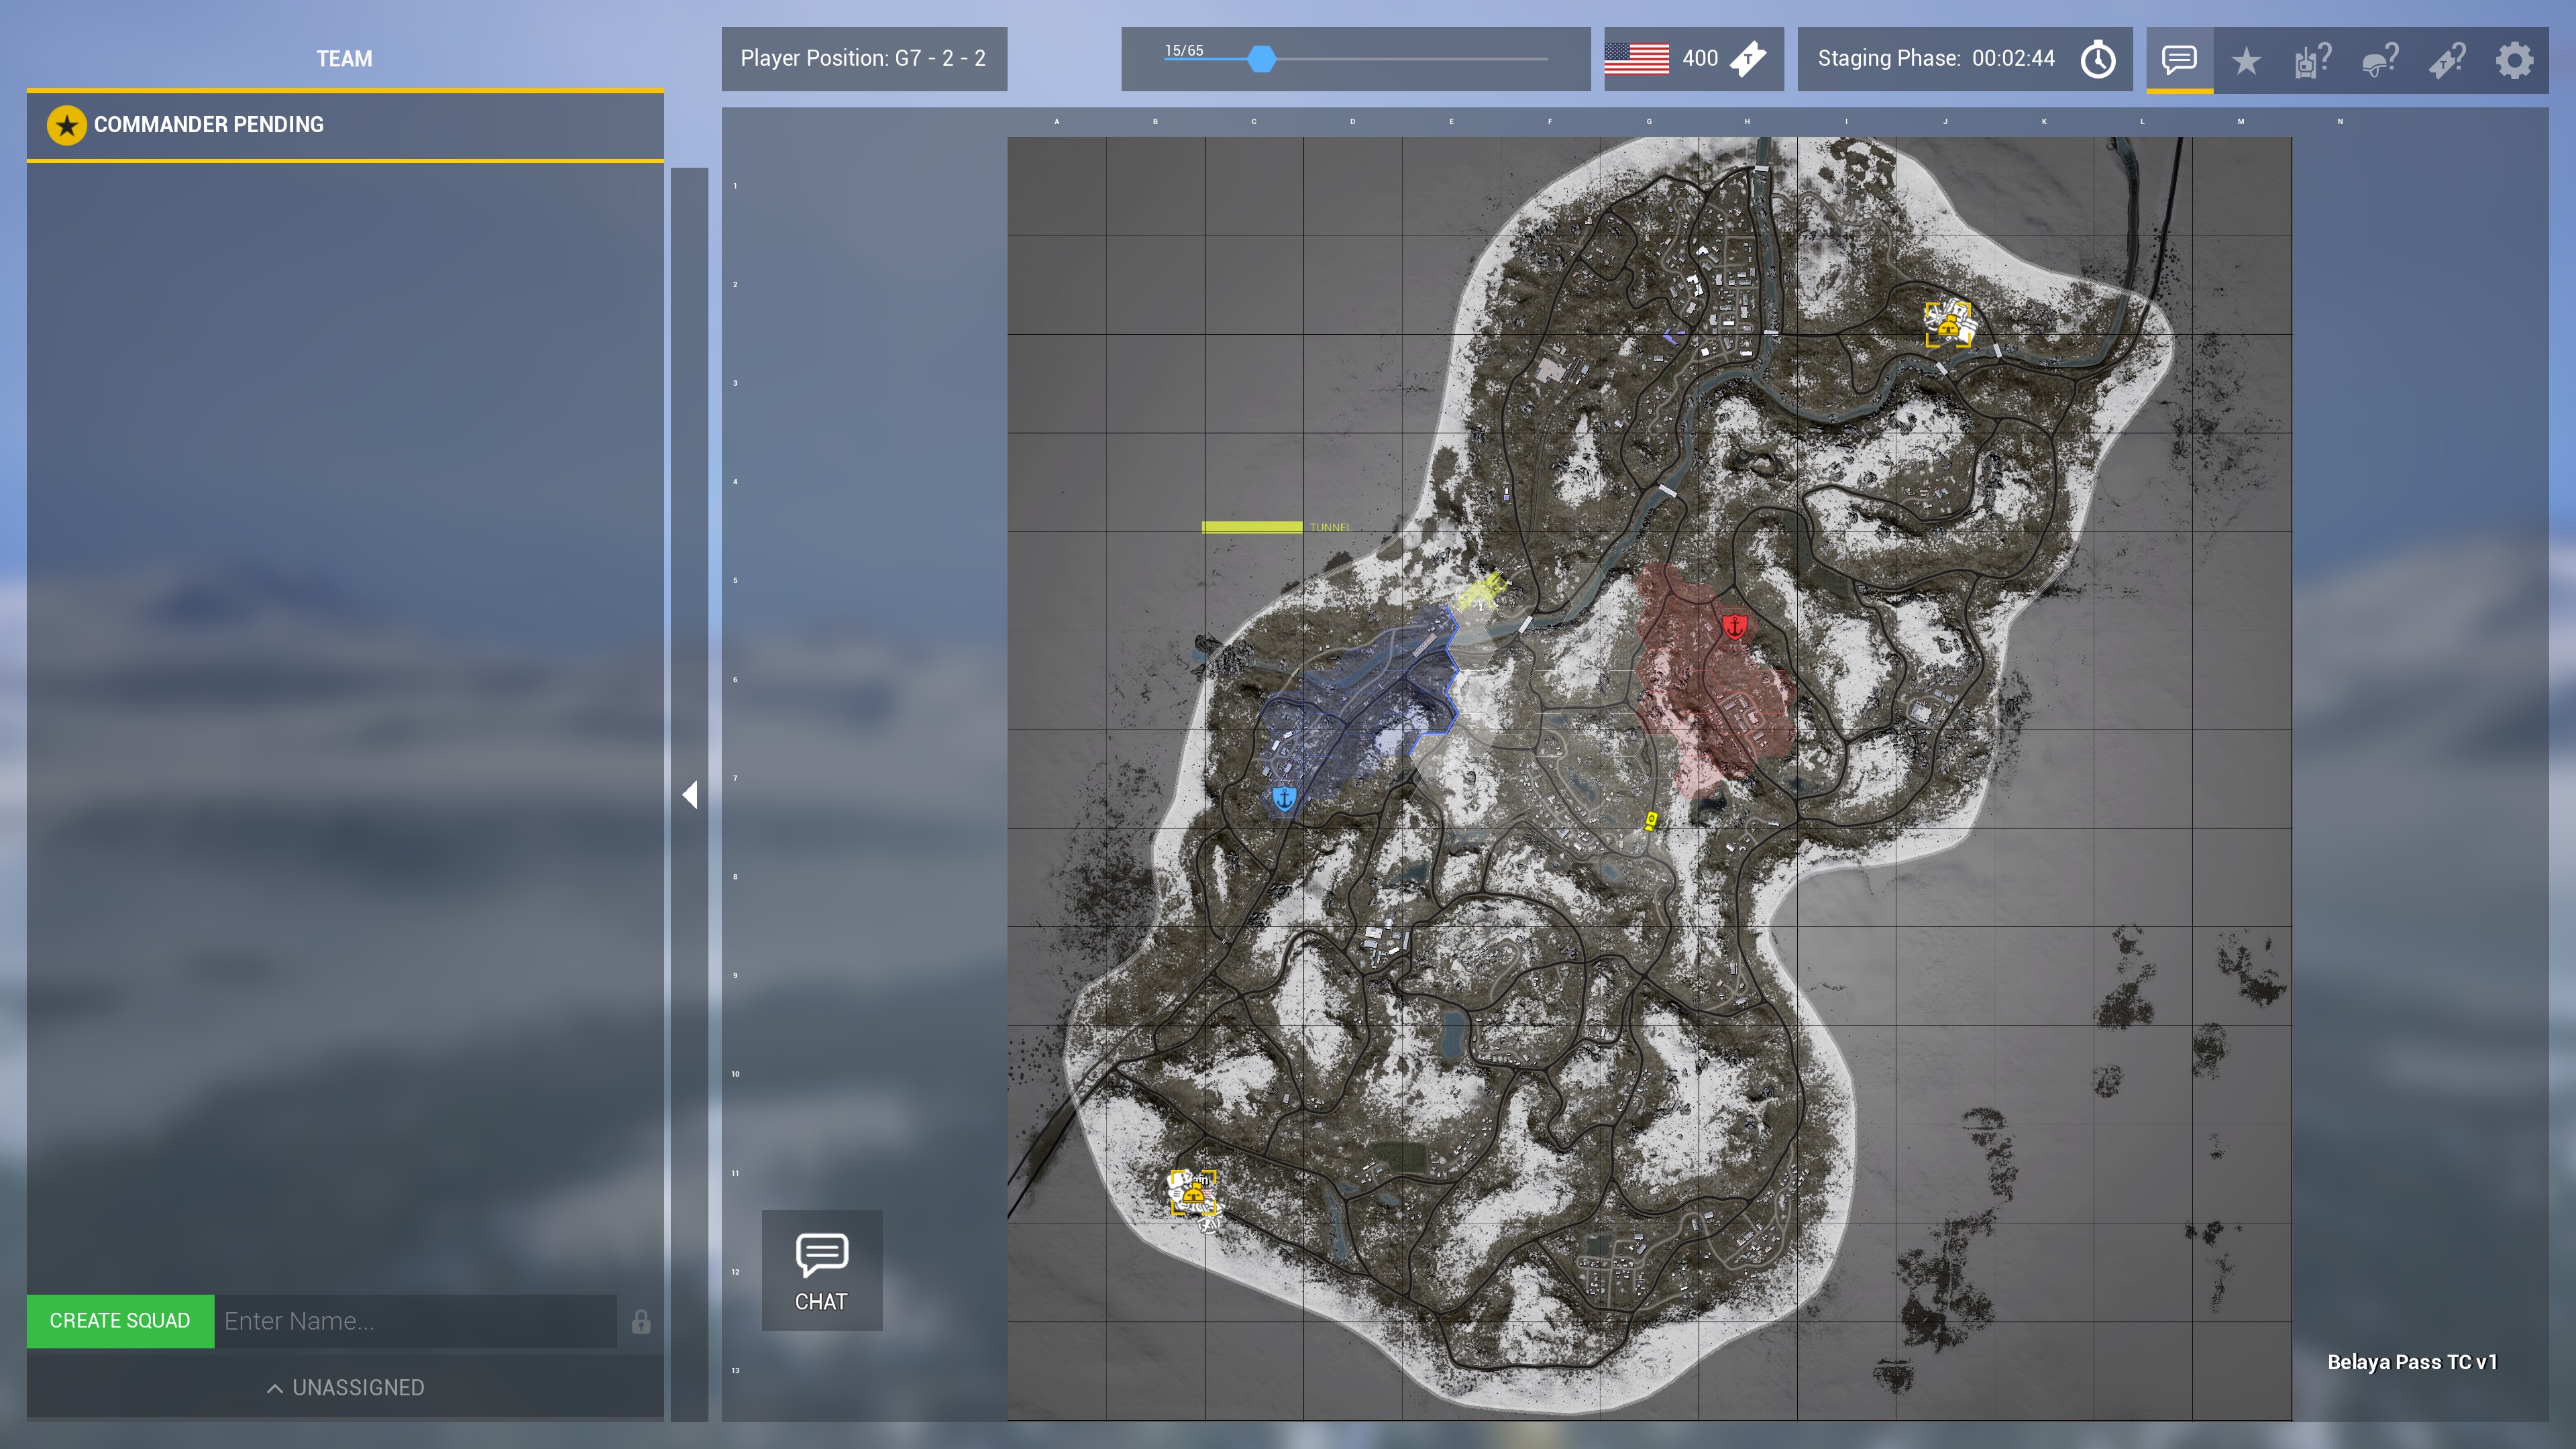 TEAM
Player Position: G7 - 2 - 2
15/65
400
T
Staging Phase: 00:02:44
? T? ?
COMMANDER PENDING
A B C D E F G H I J K L M N
1
2
3
4
TUNNEL
5
6
7
8
9
10
11
12
13
CHAT
CREATE SQUAD
Enter Name...
UNASSIGNED
Belaya Pass TC v1